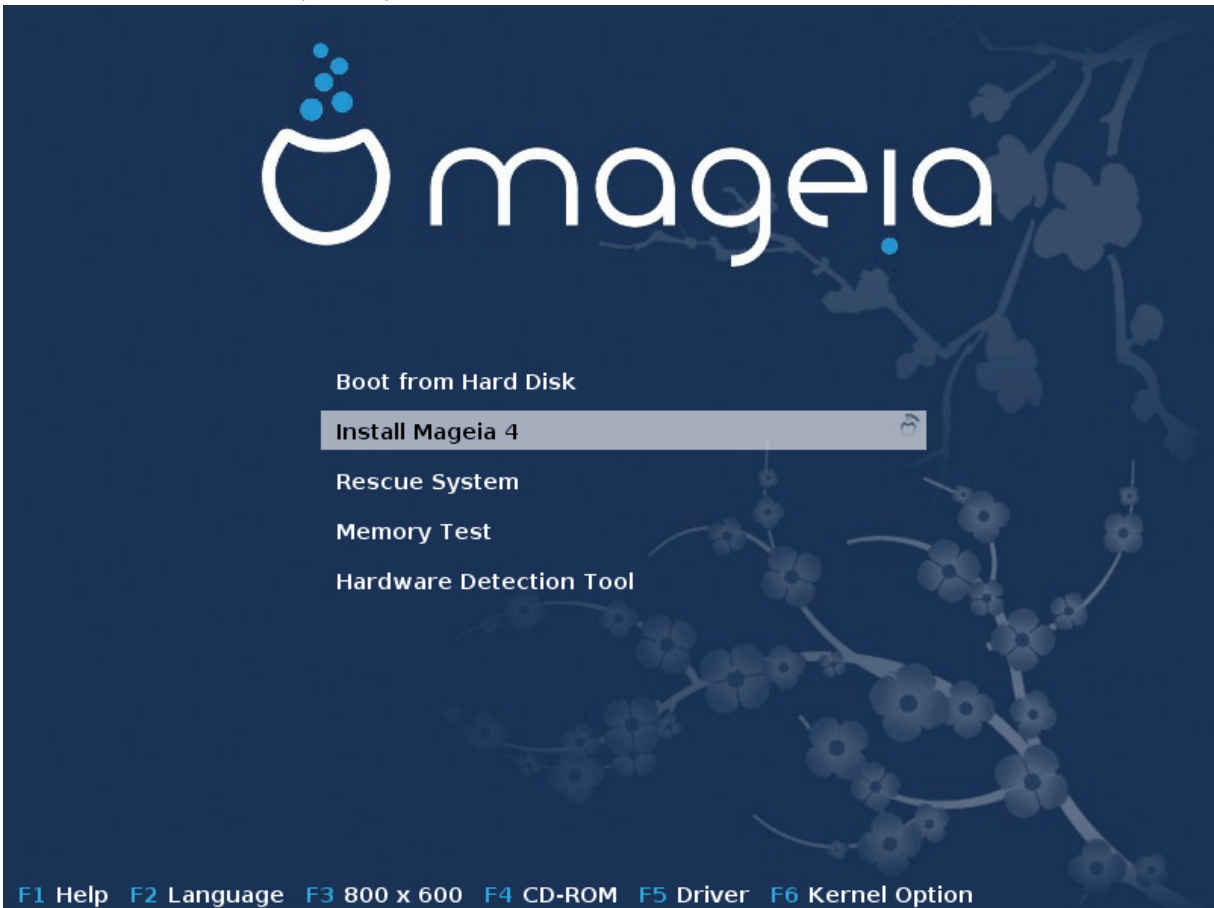 mageia
Boot from Hard Disk
Install Mageia 4
Rescue System
Memory Test
Hardware Detection Tool
F1 Help F2 Language F3 800 x 600 F4 CD-ROM F5 Driver F6 Kernel Option